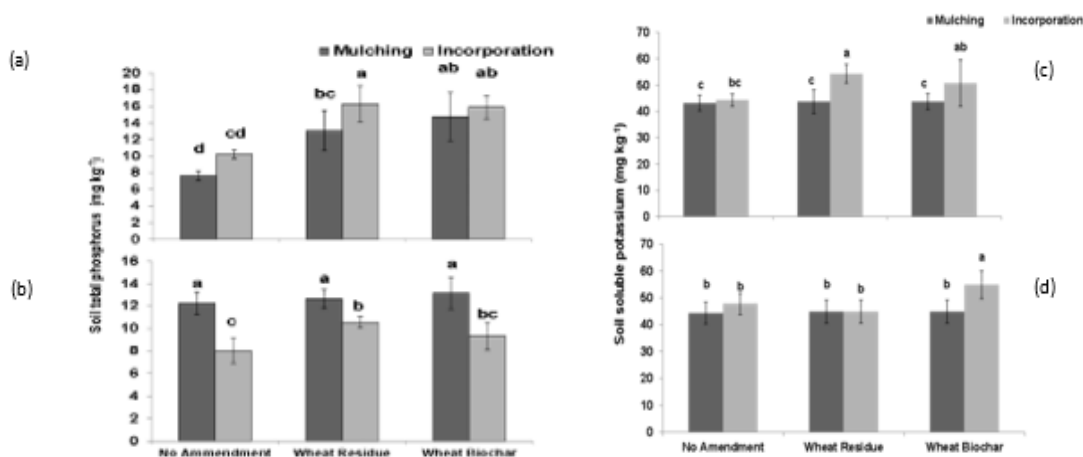 (a)
Mulching Incorporation
20
18
16
14
12
10
8
6
4
2
0
d cd bc a ab ab
Soil total phosphorus (mg kg⁻¹)
(b)
16
14
12
10
8
6
4
2
0
a c a b a bc
No Ammendment Wheat Residue Wheat Biochar
Mulching Incorporation
(c)
70
60
50
40
30
20
10
0
c bc c a c ab
Soil soluble potassium (mg kg⁻¹)
(d)
70
60
50
40
30
20
10
0
b b b b b a
No Amendment Wheat Residue Wheat Biochar